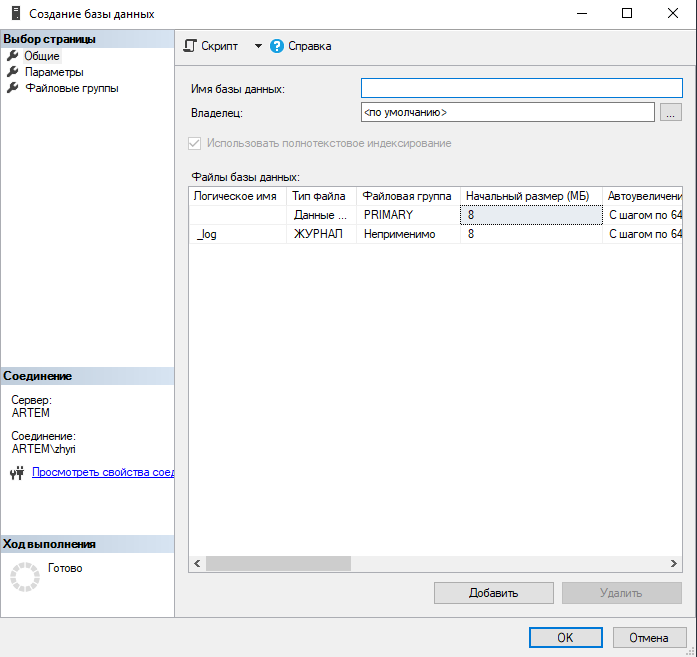 Создание базы данных
Выбор страницы
Общие
Параметры
Файловые группы
Соединение
Сервер:
ARTEM
Соединение:
ARTEM\zhyri
Просмотреть свойства соед
Ход выполнения
Готово
Скрипт
Справка
Имя базы данных:
Владелец: <по умолчанию> ...
Использовать полнотекстовое индексирование
Файлы базы данных:
Логическое имя Тип файла Файловая группа Начальный размер (МБ) Автоувеличени
Данные ... PRIMARY 8 С шагом по 64
_log ЖУРНАЛ Неприменимо 8 С шагом по 64
Добавить Удалить
OK Отмена